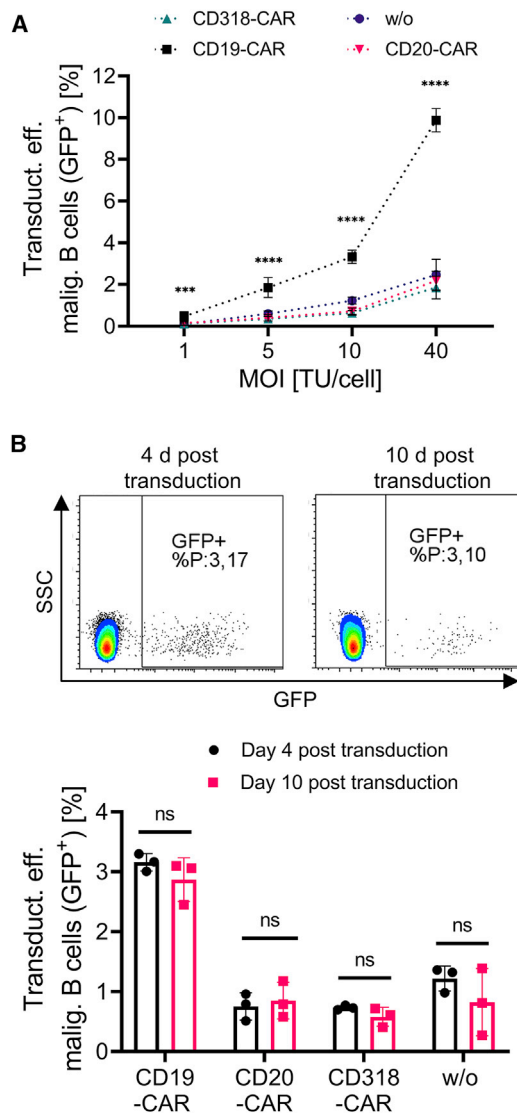 A
CD318-CAR
w/o
CD19-CAR
CD20-CAR
Transduct. eff.
malig. B cells (GFP+) [%]
12
10
8
6
4
2
0
***
****
****
****
1
5
10
40
MOI [TU/cell]
B
4 d post
transduction
10 d post
transduction
GFP+
%P:3,17
GFP+
%P:3,10
SSC
GFP
Day 4 post transduction
Day 10 post transduction
Transduct. eff.
malig. B cells (GFP+) [%]
4
3
2
1
0
ns
ns
ns
ns
CD19
-CAR
CD20
-CAR
CD318
-CAR
w/o